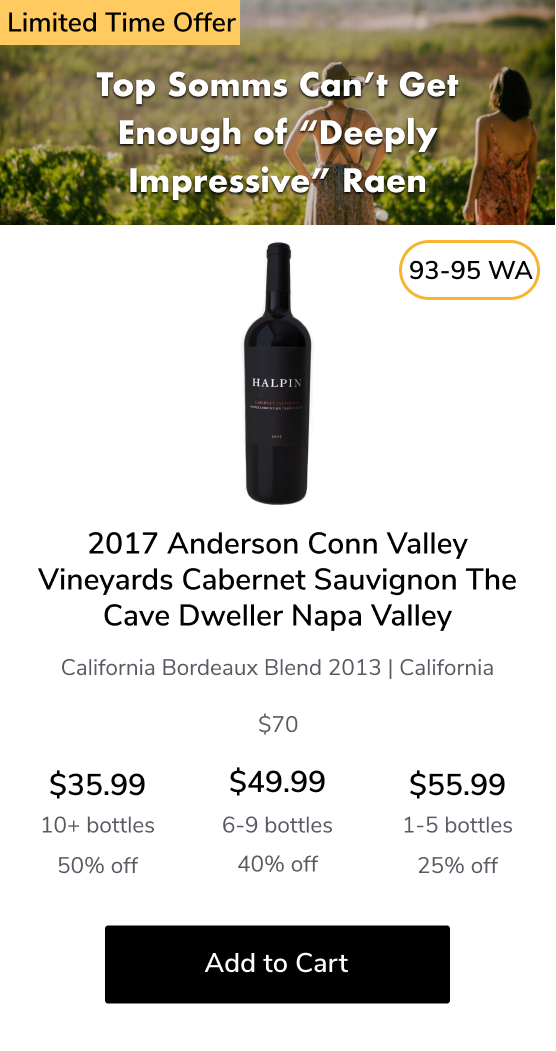 Limited Time Offer
Top Somms Can't Get
Enough of “Deeply
Impressive” Raen
93-95 WA
HALPIN
2017 Anderson Conn Valley
Vineyards Cabernet Sauvignon The
Cave Dweller Napa Valley
California Bordeaux Blend 2013 | California
$70
$35.99 $49.99 $55.99
10+ bottles 6-9 bottles 1-5 bottles
50% off 40% off 25% off
Add to Cart